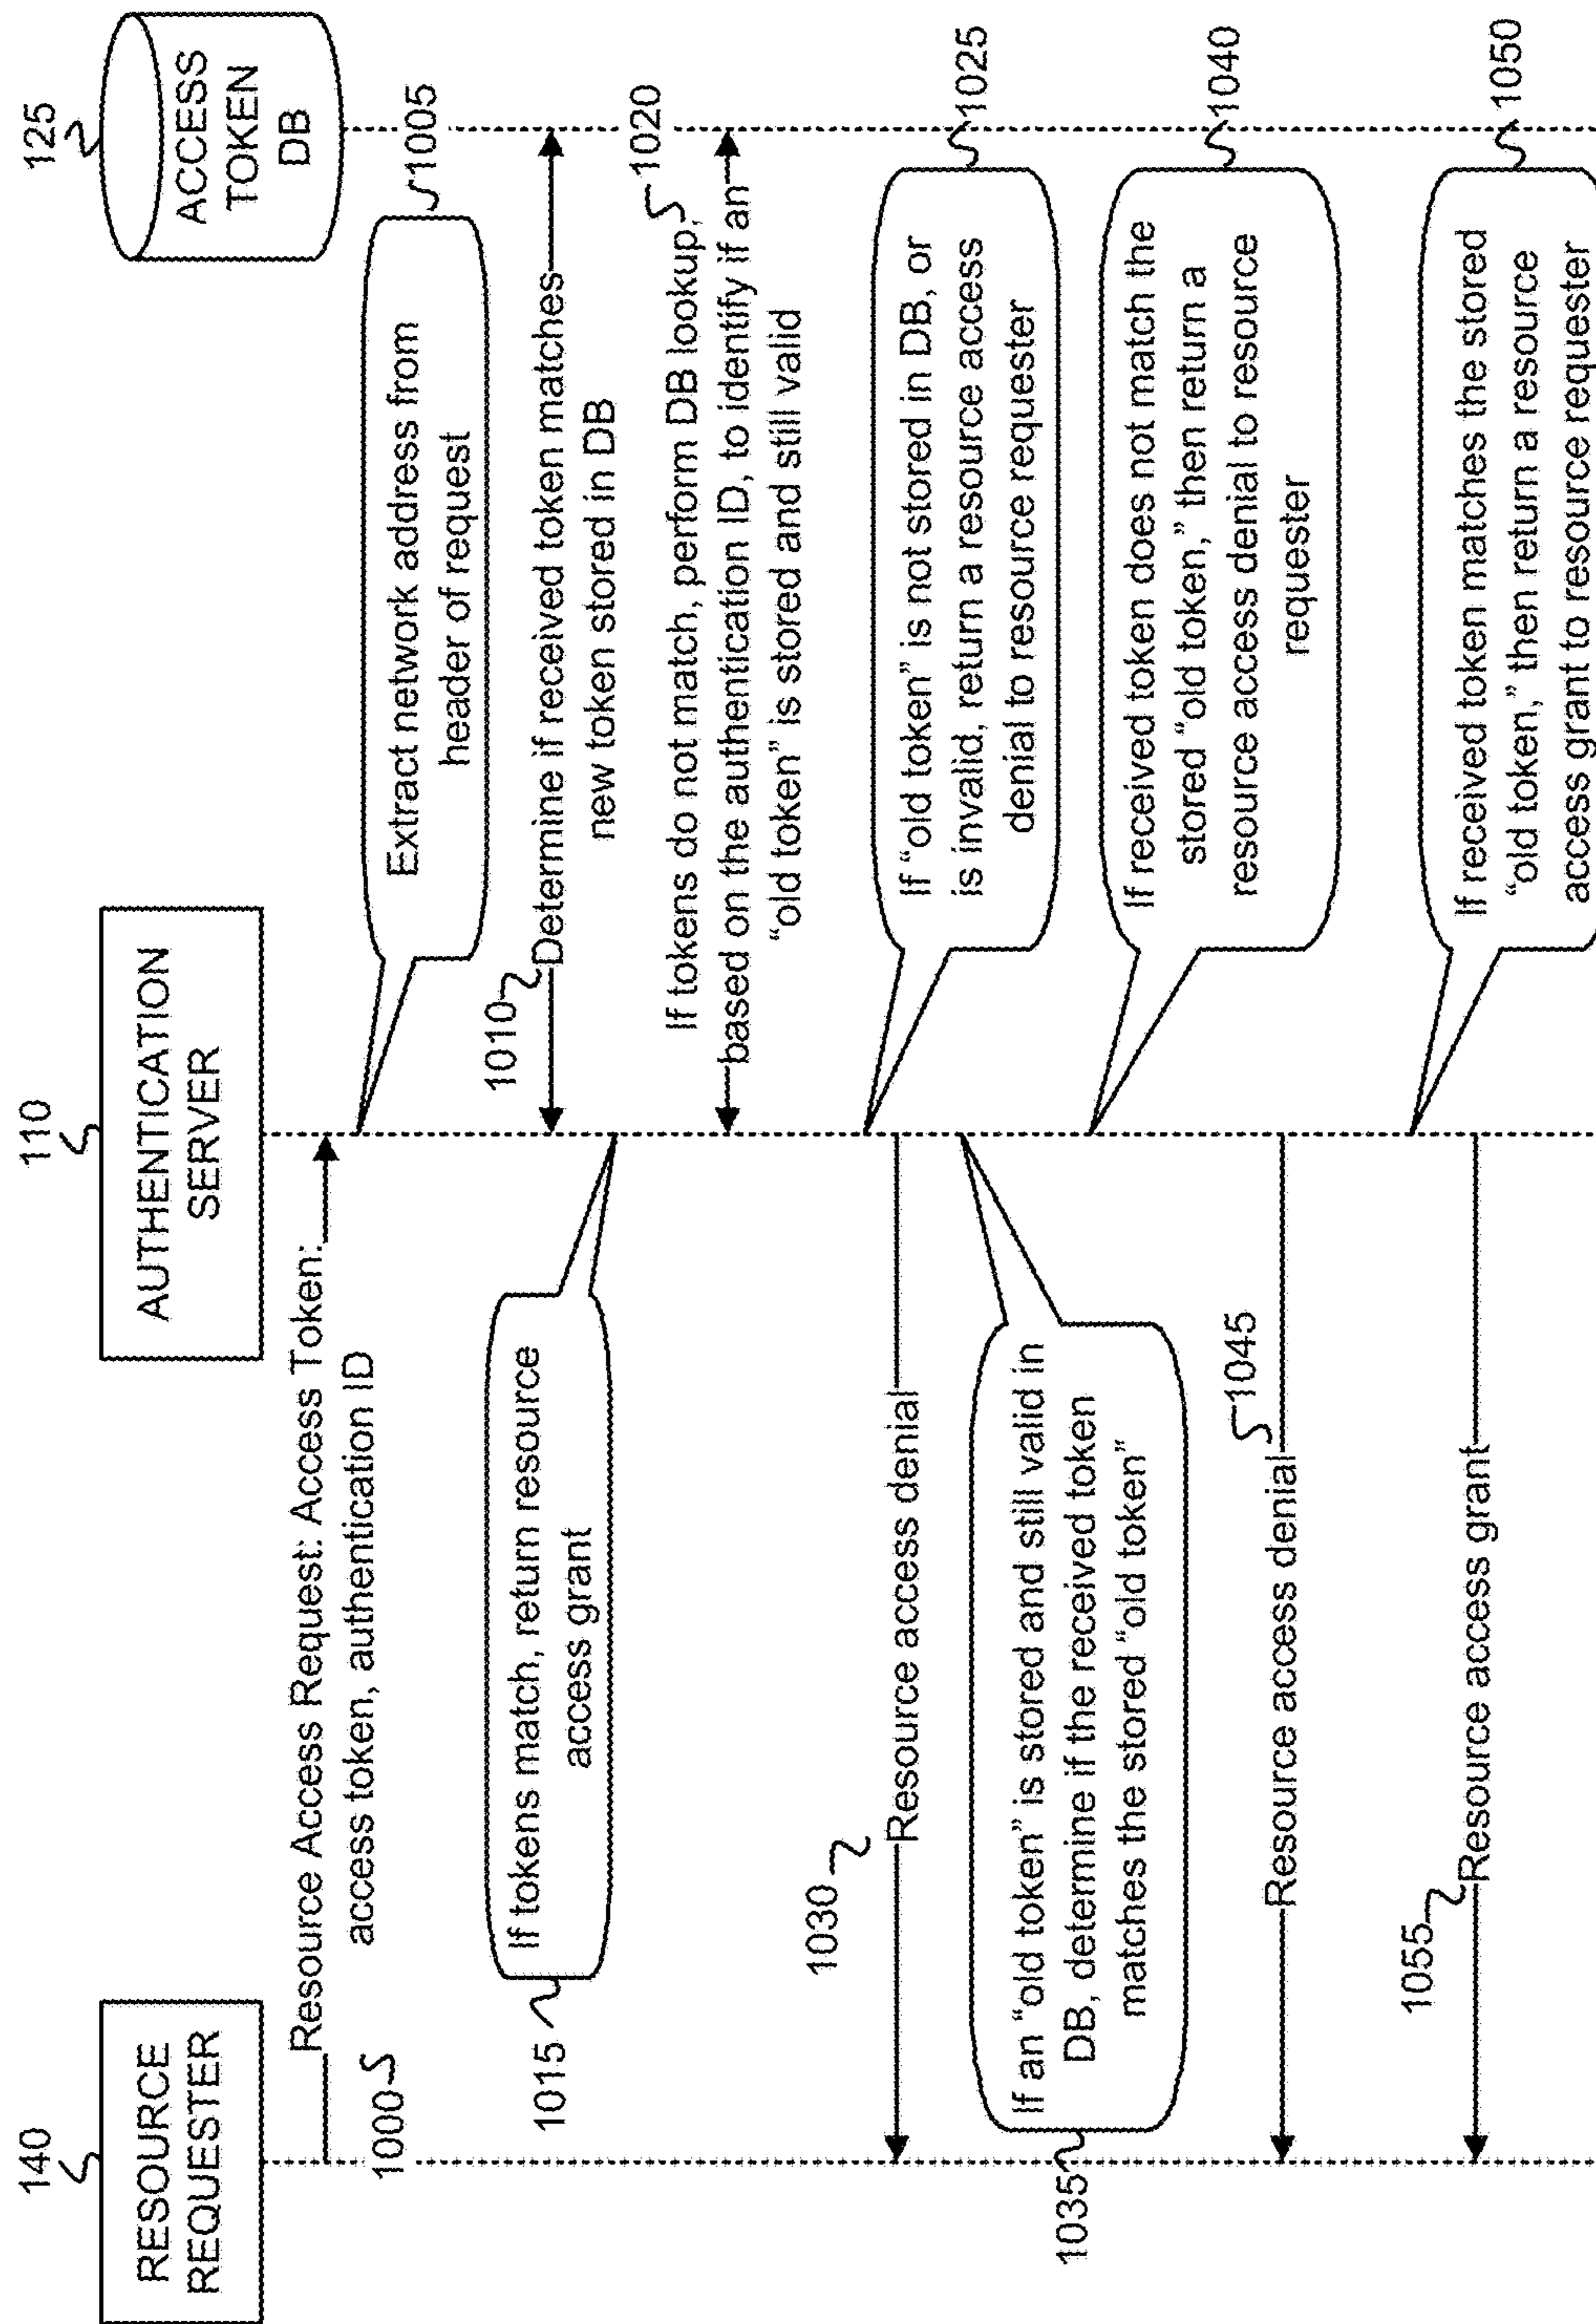 140
RESOURCE
REQUESTER
110
AUTHENTICATION
SERVER
125
ACCESS
TOKEN
DB
Resource Access Request: Access Token:
access token, authentication ID
1000
Extract network address from
header of request
1005
1010
Determine if received token matches
new token stored in DB
If tokens match, return resource
access grant
1015
If tokens do not match, perform DB lookup,
based on the authentication ID, to identify if an
“old token” is stored and still valid
1020
If “old token” is not stored in DB, or
is invalid, return a resource access
denial to resource requester
1025
1030
Resource access denial
If an “old token” is stored and still valid in
DB, determine if the received token
matches the stored “old token”
1035
If received token does not match the
stored “old token,” then return a
resource access denial to resource
requester
1040
1045
Resource access denial
If received token matches the stored
“old token,” then return a resource
access grant to resource requester
1050
1055
Resource access grant